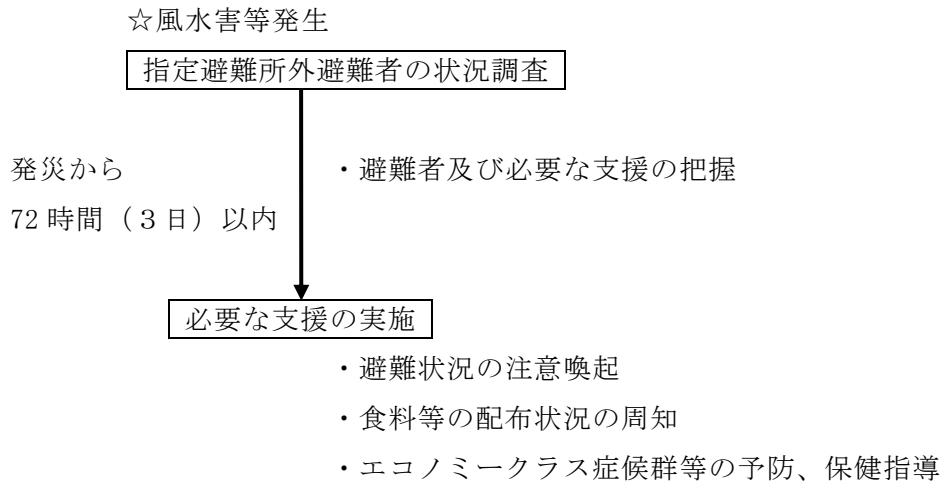 ☆風水害等発生
指定避難所外避難者の状況調査
発災から
・避難者及び必要な支援の把握
72時間（３日）以内
必要な支援の実施
・避難状況の注意喚起
・食料等の配布状況の周知
・エコノミークラス症候群等の予防、保健指導